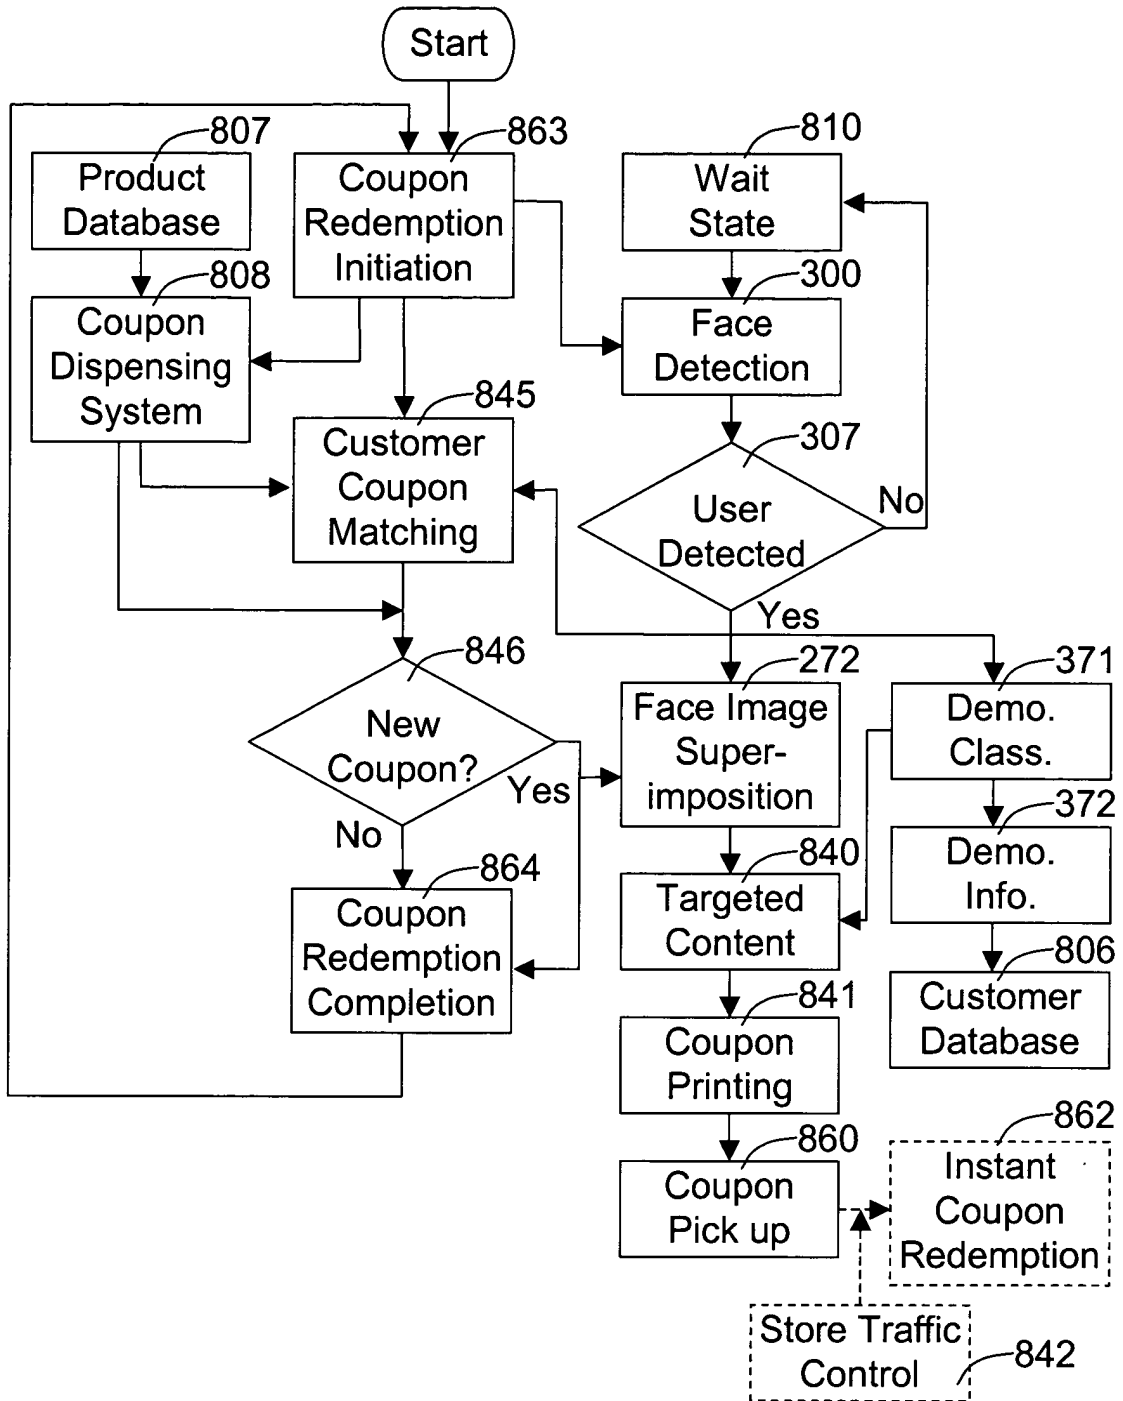 Start
807
863
810
Product
Database
Coupon
Redemption
Initiation
Wait
State
808
300
Coupon
Dispensing
System
Face
Detection
845
307
Customer
Coupon
Matching
User
Detected
No
Yes
846
272
371
New
Coupon?
Yes
No
Face Image
Super-
imposition
Demo.
Class.
372
864
840
Demo.
Info.
Coupon
Redemption
Completion
Targeted
Content
806
841
Customer
Database
Coupon
Printing
862
860
Coupon
Pick up
Instant
Coupon
Redemption
Store Traffic
Control
842